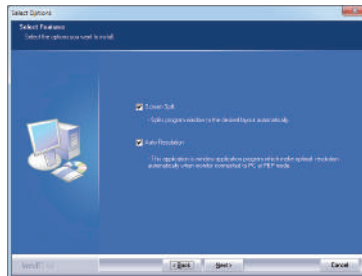 Select Options
Select Features
Select the options you want to install.
Screen Split
- Splits program window to the desired layout automatically.
Auto Resolution
- This application is window application program which make optimal resolution
automatically when monitor connected to PC at PBP mode.
InstallShield
< Back
Next >
Cancel